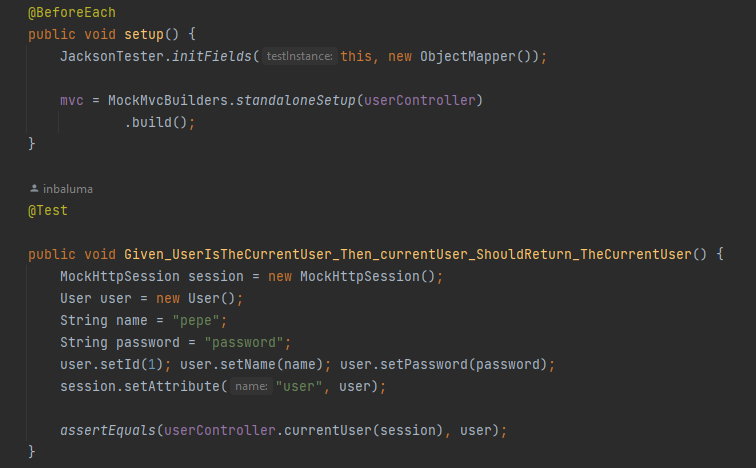 @BeforeEach
public void setup() {
JacksonTester.initFields( testInstance: this, new ObjectMapper());
mvc = MockMvcBuilders.standaloneSetup(userController)
.build();
}
inbaluma
@Test
public void Given_UserIsTheCurrentUser_Then_currentUser_ShouldReturn_TheCurrentUser() {
MockHttpSession session = new MockHttpSession();
User user = new User();
String name = "pepe";
String password = "password";
user.setId(1); user.setName(name); user.setPassword(password);
session.setAttribute( name: "user", user);
assertEquals(userController.currentUser(session), user);
}